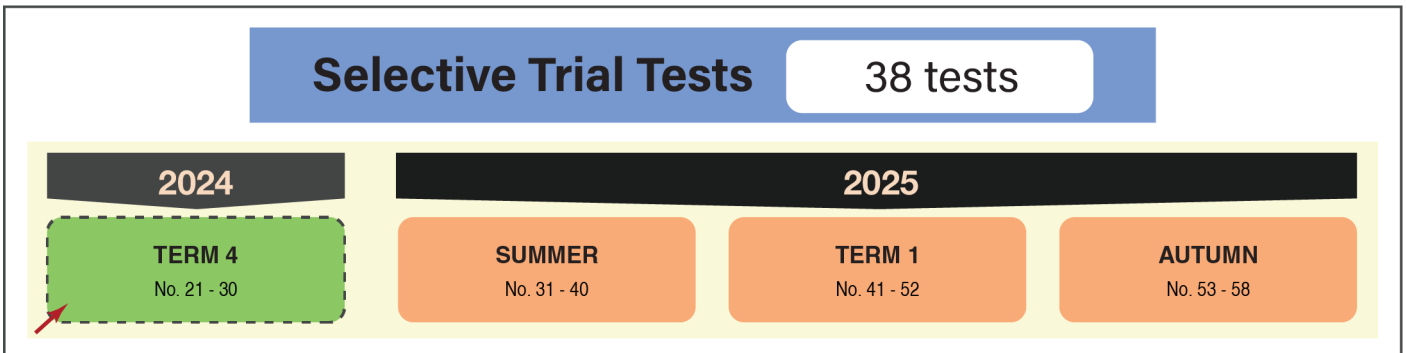 Selective Trial Tests 38 tests
2024
2025
TERM 4
No. 21 - 30
SUMMER
No. 31 - 40
TERM 1
No. 41 - 52
AUTUMN
No. 53 - 58